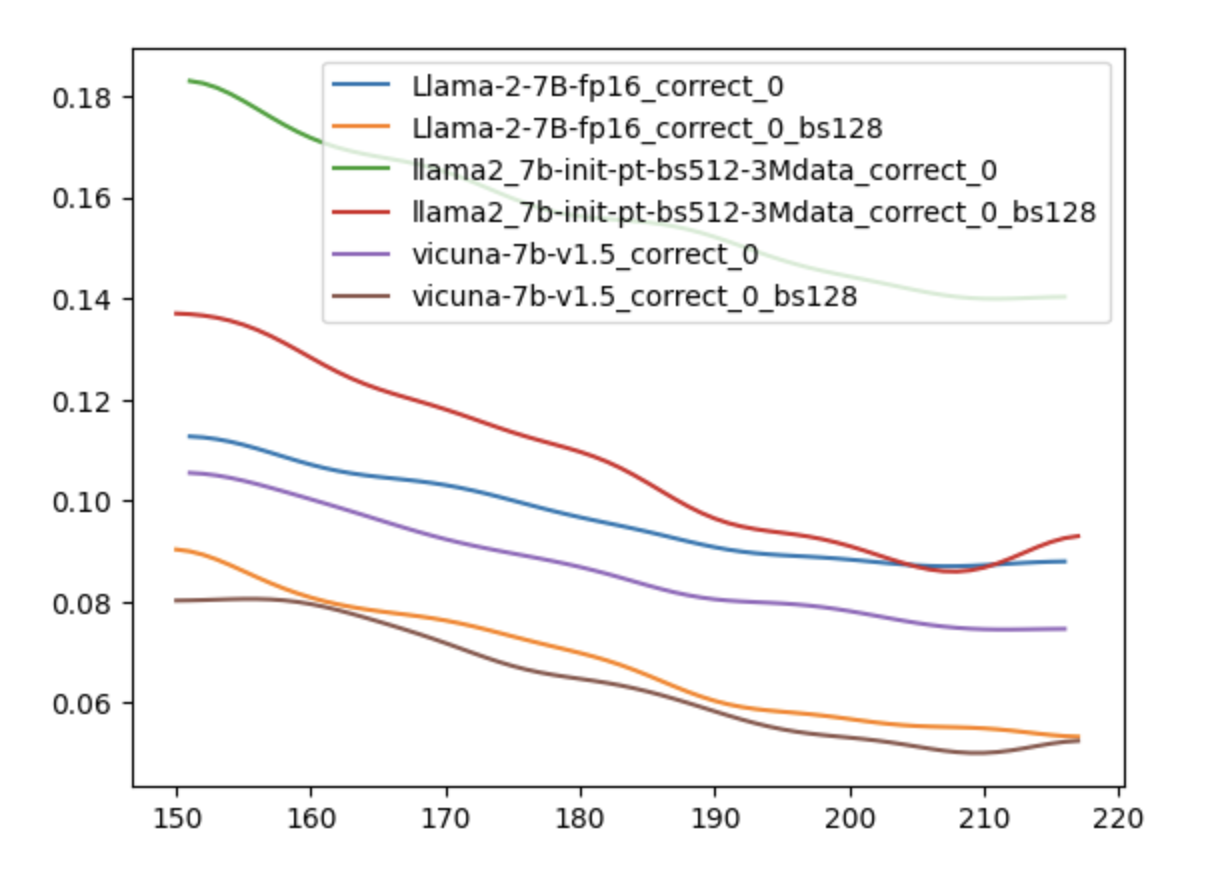 0.18
0.16
0.14
0.12
0.10
0.08
0.06
Llama-2-7B-fp16_correct_0
Llama-2-7B-fp16_correct_0_bs128
llama2_7b-init-pt-bs512-3Mdata_correct_0
llama2_7b-init-pt-bs512-3Mdata_correct_0_bs128
vicuna-7b-v1.5_correct_0
vicuna-7b-v1.5_correct_0_bs128
150 160 170 180 190 200 210 220